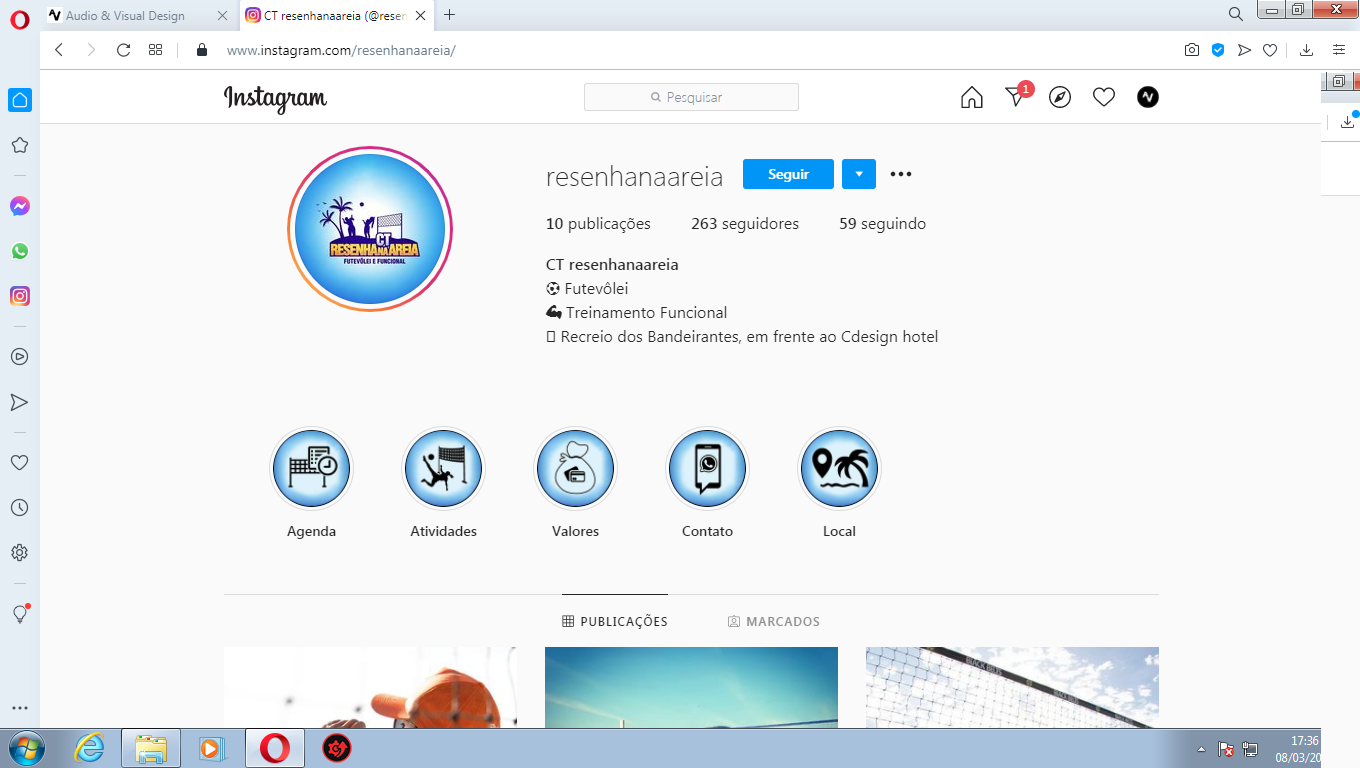 Audio & Visual Design
CT resenhanaareia (@resen
www.instagram.com/resenhanaareia/
Instagram
Pesquisar
1
resenhanaareia
Seguir
10 publicações
263 seguidores
59 seguindo
CT resenhanaareia
Futevôlei
Treinamento Funcional
Recreio dos Bandeirantes, em frente ao Cdesign hotel
CT
RESENHA NA AREIA
FUTEVÔLEI E FUNCIONAL
Agenda
Atividades
Valores
Contato
Local
PUBLICAÇÕES
MARCADOS
17:36
08/03/20